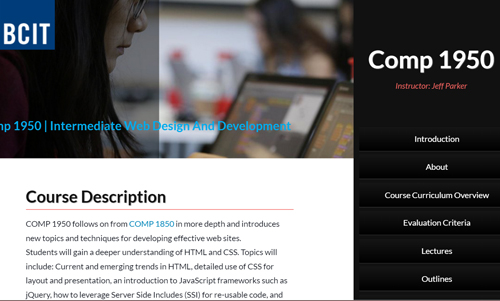 BCIT
mp 1950 | Intermediate Web Design And Development
Course Description
COMP 1950 follows on from COMP 1850 in more depth and introduces
new topics and techniques for developing effective web sites.
Students will gain a deeper understanding of HTML and CSS. Topics will
include: Current and emerging trends in HTML, detailed use of CSS for
layout and presentation, an introduction to JavaScript frameworks such as
jQuery, how to leverage Server Side Includes (SSI) for re-usable code, and
Comp 1950
Instructor: Jeff Parker
Introduction
About
Course Curriculum Overview
Evaluation Criteria
Lectures
Outlines